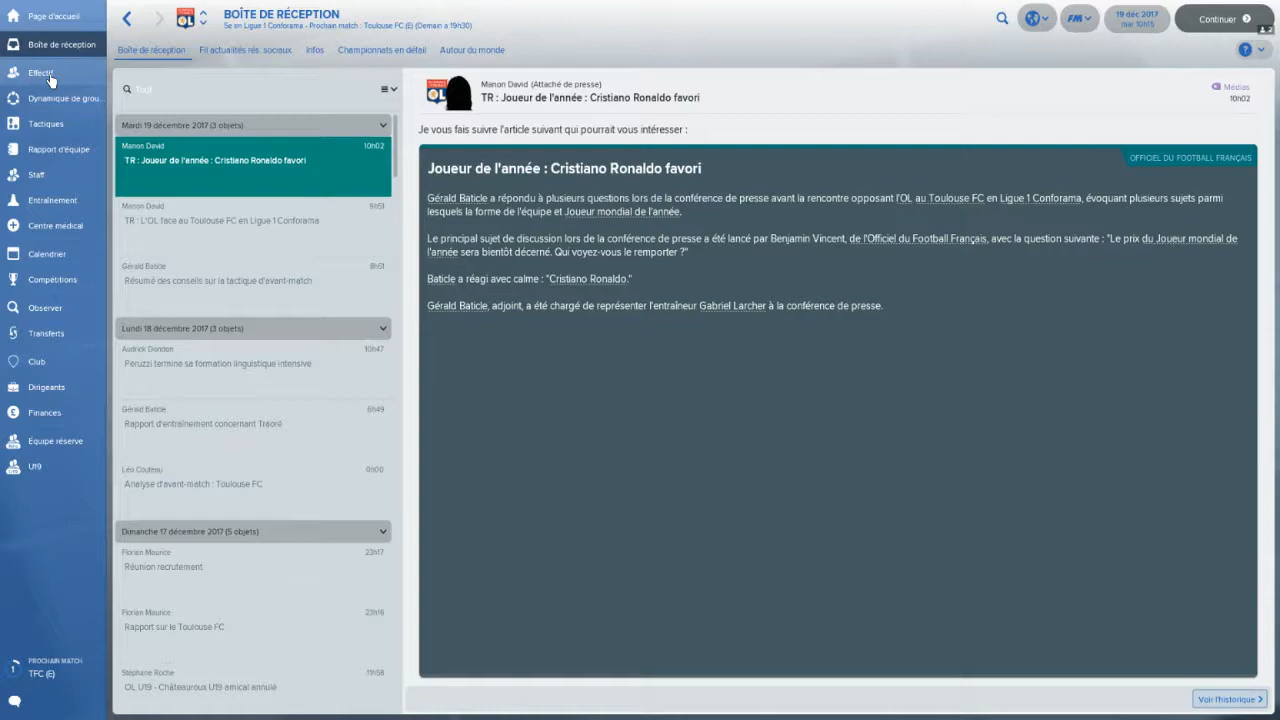 Page d'accueil
Boîte de réception
Effectif
Dynamique de grou...
Tactiques
Rapport d'équipe
Staff
Entraînement
Centre médical
Calendrier
Compétitions
Observer
Transferts
Club
Dirigeants
Finances
Équipe réserve
U19
1
PROCHAIN MATCH
TFC (E)
OL
BOÎTE DE RÉCEPTION
5e en Ligue 1 Conforama - Prochain match : Toulouse FC (E) (Demain à 19h30)
FM
19 déc 2017
mar 10h15
Continuer
2
Boîte de réception
Fil actualités rés. sociaux
Infos
Championnats en détail
Autour du monde
?
Tout
Mardi 19 décembre 2017 (3 objets)
Manon David 10h02
TR : Joueur de l'année : Cristiano Ronaldo favori
Manon David 9h51
TR : L'OL face au Toulouse FC en Ligue 1 Conforama
Gérald Baticle 8h51
Résumé des conseils sur la tactique d'avant-match
Lundi 18 décembre 2017 (3 objets)
Audrick Dondon 10h47
Peruzzi termine sa formation linguistique intensive
Gérald Baticle 6h49
Rapport d'entraînement concernant Traoré
Léo Couteau 0h00
Analyse d'avant-match : Toulouse FC
Dimanche 17 décembre 2017 (5 objets)
Florian Maurice 23h17
Réunion recrutement
Florian Maurice 23h16
Rapport sur le Toulouse FC
Stéphane Roche 11h58
OL U19 - Châteauroux U19 amical annulé
OL
Manon David (Attaché de presse)
TR : Joueur de l'année : Cristiano Ronaldo favori
Médias
10h02
Je vous fais suivre l'article suivant qui pourrait vous intéresser :
OFFICIEL DU FOOTBALL FRANÇAIS
Joueur de l'année : Cristiano Ronaldo favori
Gérald Baticle a répondu à plusieurs questions lors de la conférence de presse avant la rencontre opposant l'OL au Toulouse FC en Ligue 1 Conforama, évoquant plusieurs sujets parmi
lesquels la forme de l'équipe et Joueur mondial de l'année.
Le principal sujet de discussion lors de la conférence de presse a été lancé par Benjamin Vincent, de l'Officiel du Football Français, avec la question suivante : "Le prix du Joueur mondial de
l'année sera bientôt décerné. Qui voyez-vous le remporter ?"
Baticle a réagi avec calme : "Cristiano Ronaldo."
Gérald Baticle, adjoint, a été chargé de représenter l'entraîneur Gabriel Larcher à la conférence de presse.
Voir l'historique